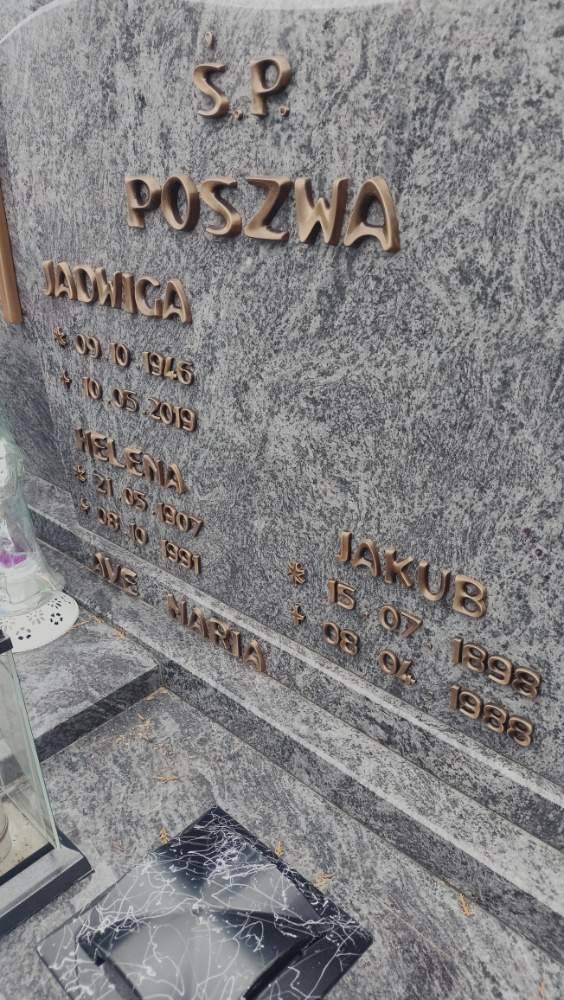 Ś.P.
POSZWA
JADWIGA
* 09.10.1946
+ 10.05.2019
HELENA
* 21 05 1907
+ 08 10 1991
JAKUB
* 15 07 1898
+ 08 04 1988
AVE MARIA